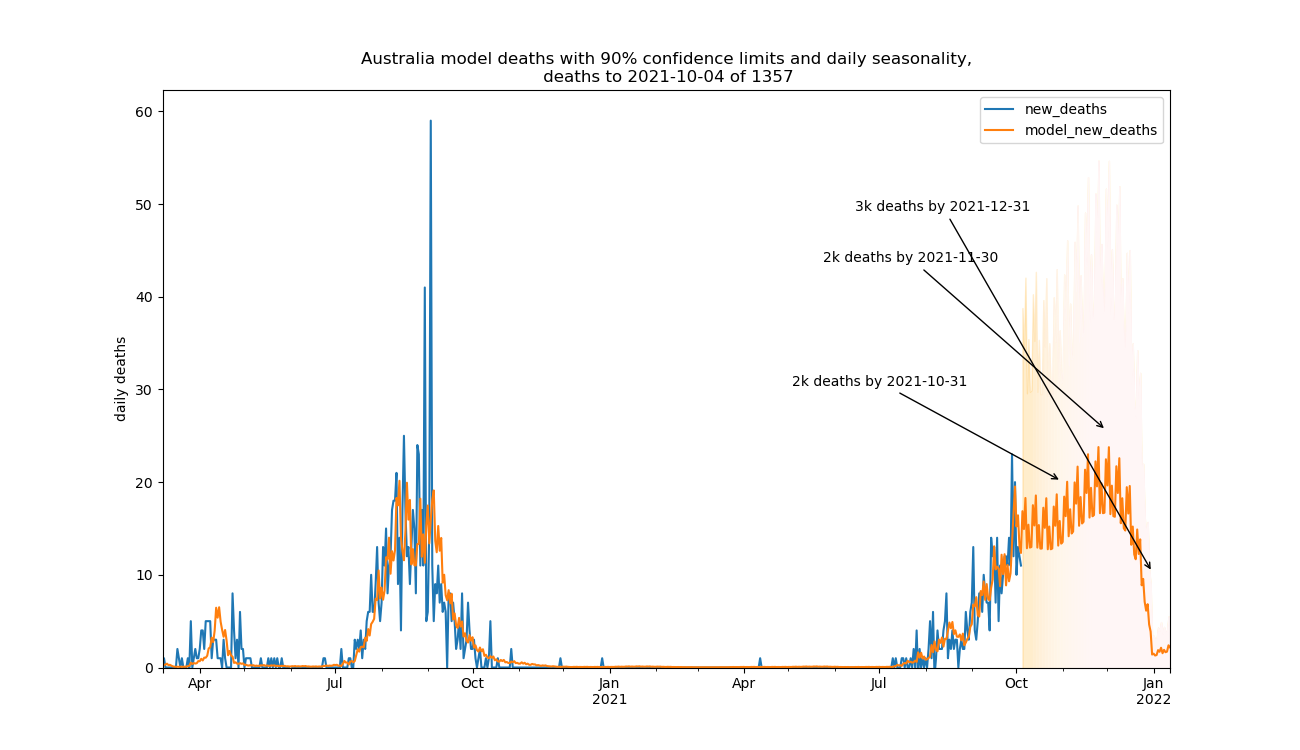 Australia model deaths with 90% confidence limits and daily seasonality,
deaths to 2021-10-04 of 1357
new_deaths
model_new_deaths
3k deaths by 2021-12-31
2k deaths by 2021-11-30
2k deaths by 2021-10-31
daily deaths
60
50
40
30
20
10
0
Apr
Jul
Oct
Jan
2021
Apr
Jul
Oct
Jan
2022